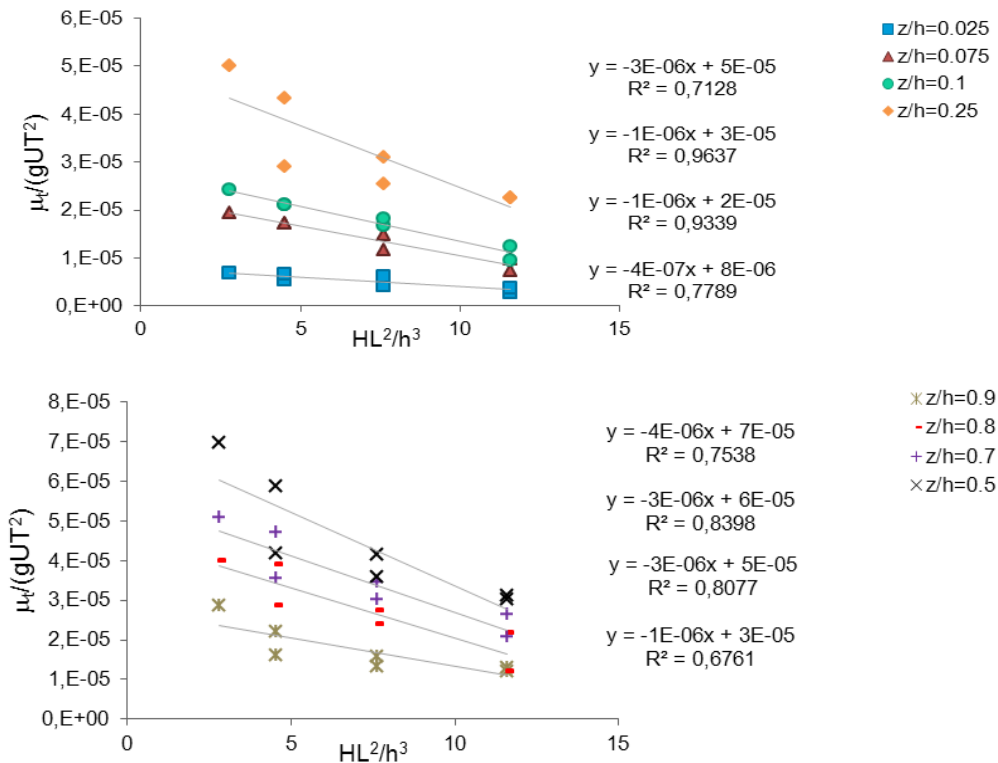 6,E-05
5,E-05
4,E-05
3,E-05
2,E-05
1,E-05
0,E+00
μt/(gUT²)
0 5 10 15
HL²/h³
y = -3E-06x + 5E-05
R² = 0,7128
y = -1E-06x + 3E-05
R² = 0,9637
y = -1E-06x + 2E-05
R² = 0,9339
y = -4E-07x + 8E-06
R² = 0,7789
z/h=0.025
z/h=0.075
z/h=0.1
z/h=0.25
8,E-05
7,E-05
6,E-05
5,E-05
4,E-05
3,E-05
2,E-05
1,E-05
0,E+00
μt/(gUT²)
0 5 10 15
HL²/h³
y = -4E-06x + 7E-05
R² = 0,7538
y = -3E-06x + 6E-05
R² = 0,8398
y = -3E-06x + 5E-05
R² = 0,8077
y = -1E-06x + 3E-05
R² = 0,6761
z/h=0.9
z/h=0.8
z/h=0.7
z/h=0.5